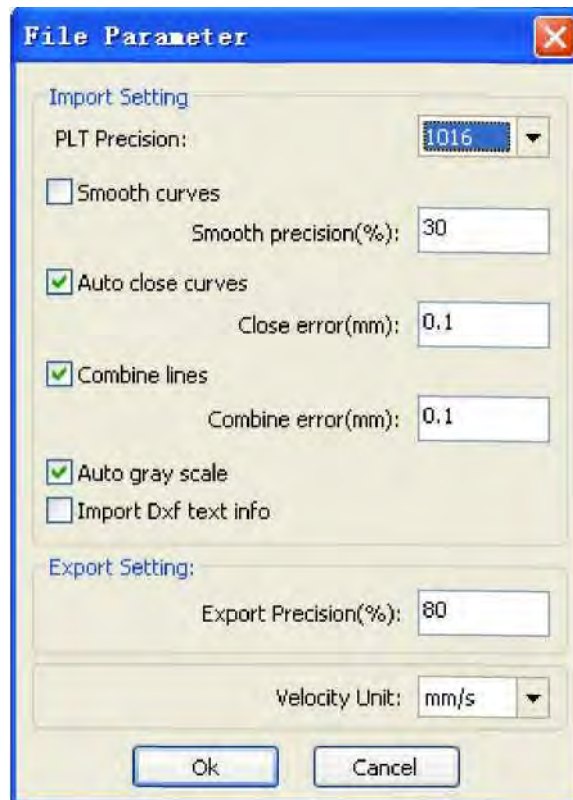 File Parameter
Import Setting
PLT Precision: 1016
Smooth curves
Smooth precision(%): 30
Auto close curves
Close error(mm): 0.1
Combine lines
Combine error(mm): 0.1
Auto gray scale
Import Dxf text info
Export Setting:
Export Precision(%): 80
Velocity Unit: mm/s
Ok Cancel